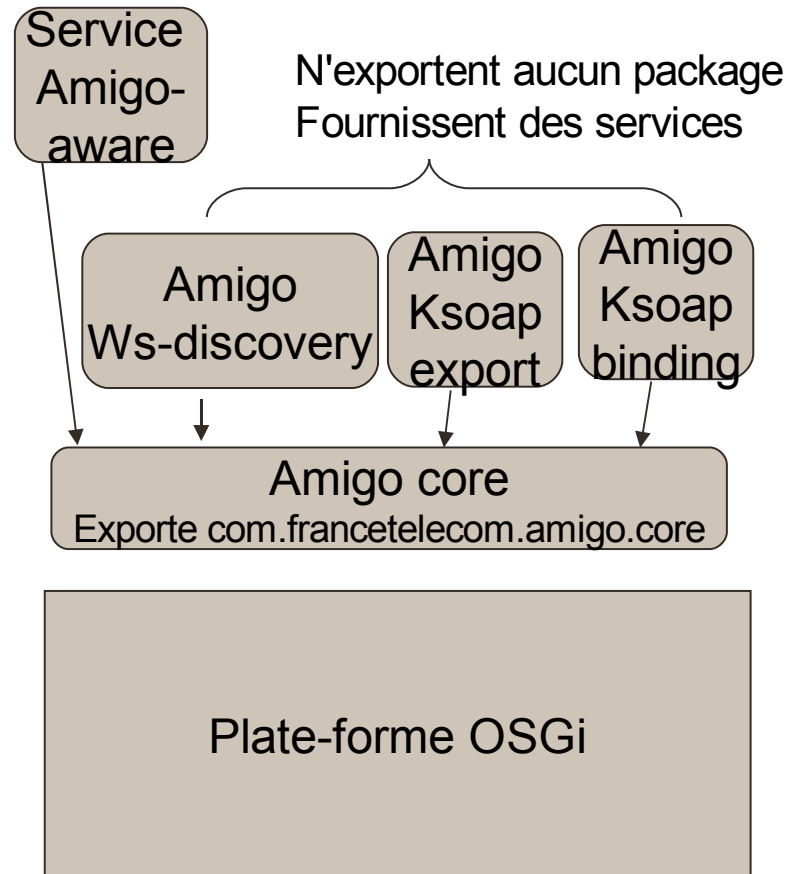 Service
Amigo-
aware
N'exportent aucun package
Fournissent des services
Amigo
Ws-discovery
Amigo
Ksoap
export
Amigo
Ksoap
binding
Amigo core
Exporte com.francetelecom.amigo.core
Plate-forme OSGi